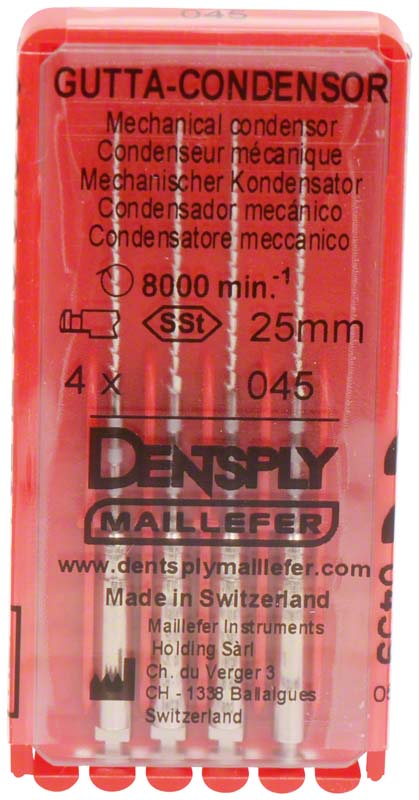 045
GUTTA-CONDENSOR
Mechanical condensor
Condenseur mécanique
Mechanischer Kondensator
Condensador mecánico
Condensatore meccanico
8000 min.-1
SSt 25mm
4 x 045
DENTSPLY
MAILLEFER
www.dentsplymaillefer.com
Made in Switzerland
Maillefer Instruments
Holding Sàrl
Ch. du Verger 3
CH - 1338 Ballaigues
Switzerland